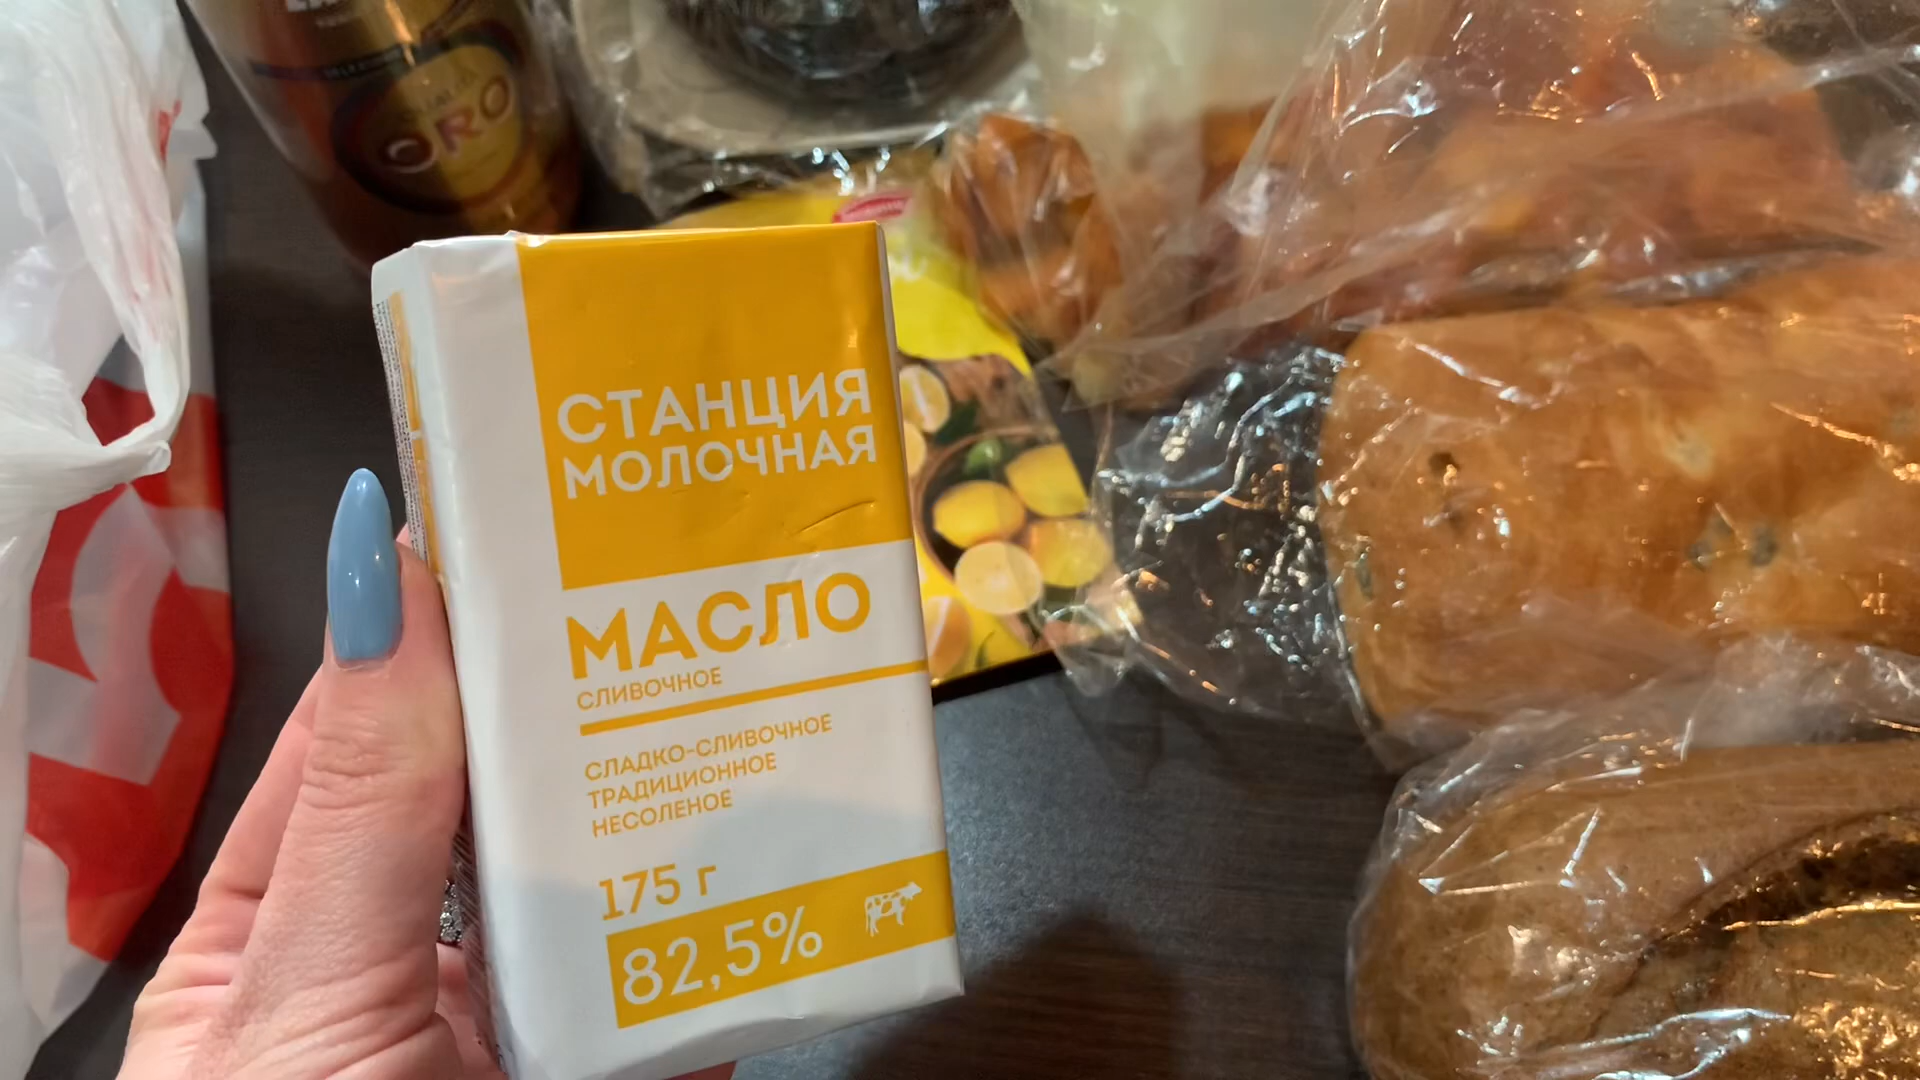 ORO
СТАНЦИЯ
МОЛОЧНАЯ
МАСЛО
СЛИВОЧНОЕ
СЛАДКО-СЛИВОЧНОЕ
ТРАДИЦИОННОЕ
НЕСОЛЕНОЕ
175 г
82,5%